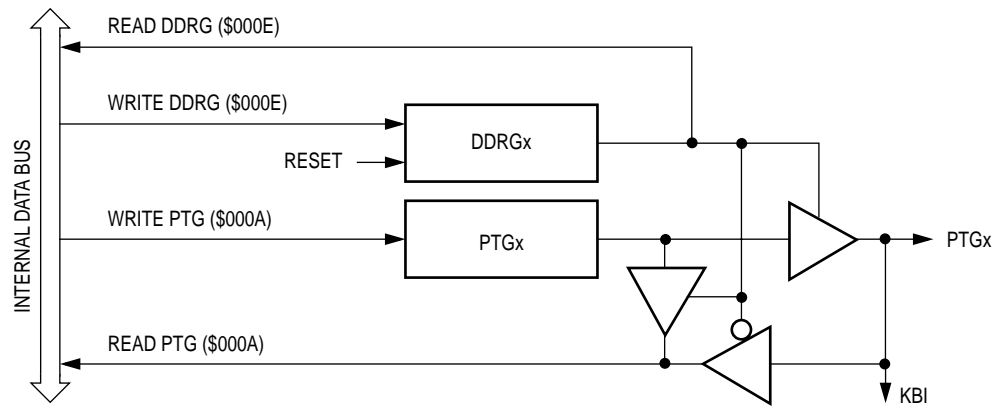 READ DDRG ($000E)
WRITE DDRG ($000E)
DDRGx
RESET
WRITE PTG ($000A)
PTGx
PTGx
READ PTG ($000A)
KBI
INTERNAL DATA BUS